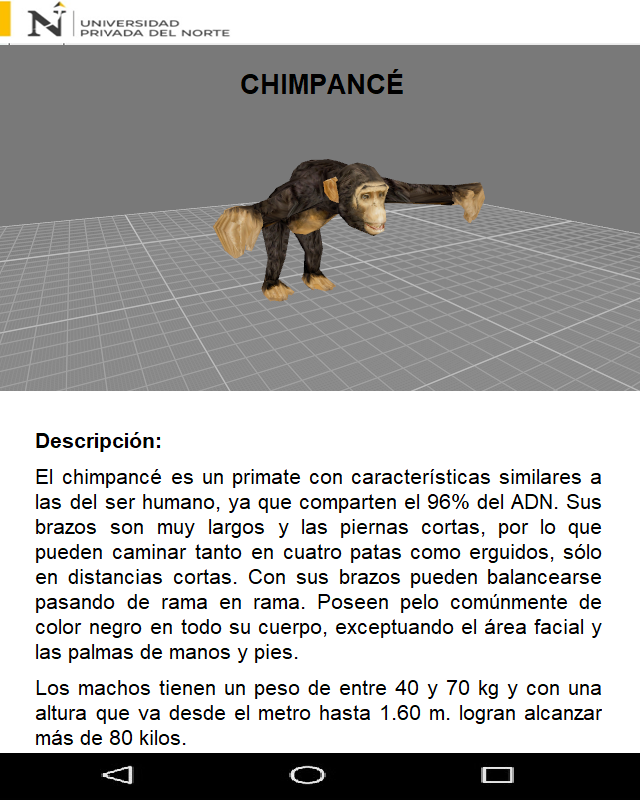 UNIVERSIDAD
PRIVADA DEL NORTE
CHIMPANCÉ
Descripción:
El chimpancé es un primate con características similares a
las del ser humano, ya que comparten el 96% del ADN. Sus
brazos son muy largos y las piernas cortas, por lo que
pueden caminar tanto en cuatro patas como erguidos, sólo
en distancias cortas. Con sus brazos pueden balancearse
pasando de rama en rama. Poseen pelo comúnmente de
color negro en todo su cuerpo, exceptuando el área facial y
las palmas de manos y pies.
Los machos tienen un peso de entre 40 y 70 kg y con una
altura que va desde el metro hasta 1.60 m. logran alcanzar
más de 80 kilos.